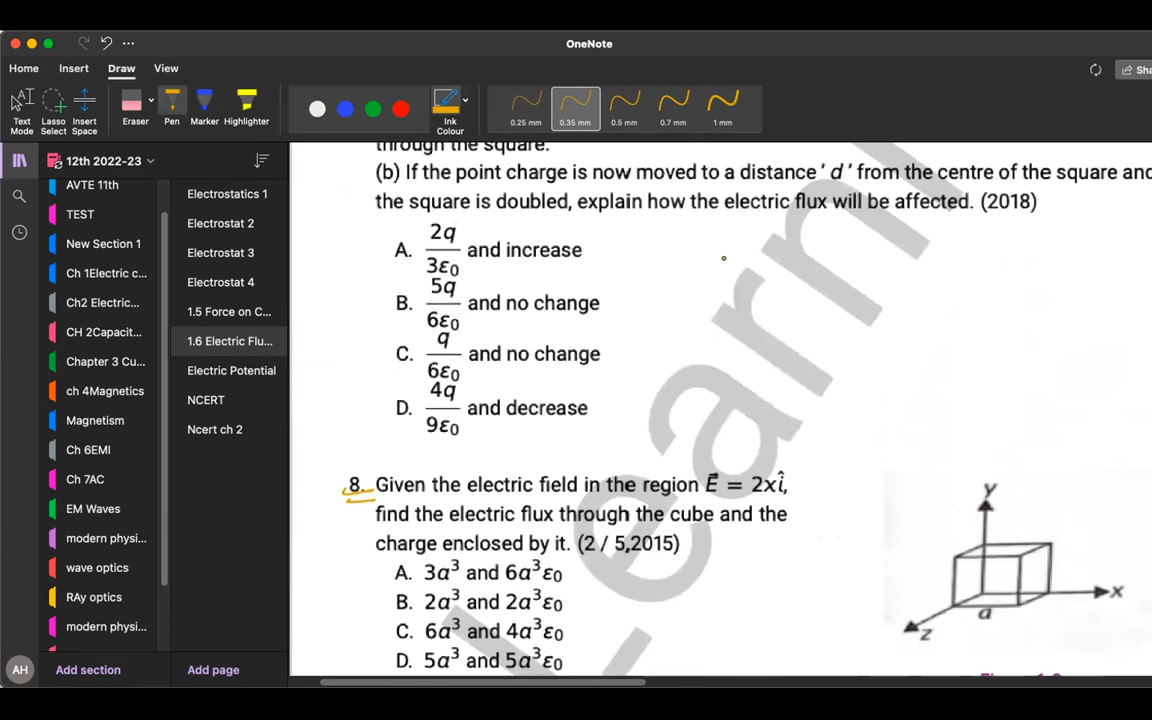 OneNote
Home Insert Draw View
Text Mode
Lasso Select
Insert Space
Eraser
Pen
Marker
Highlighter
Ink Colour
0.25 mm
0.35 mm
0.5 mm
0.7 mm
1 mm
Sha
12th 2022-23
AVTE 11th
TEST
New Section 1
Ch 1Electric c...
Ch2 Electric...
CH 2Capacit...
Chapter 3 Cu...
ch 4Magnetics
Magnetism
Ch 6EMI
Ch 7AC
EM Waves
modern physi...
wave optics
RAy optics
modern physi...
AH
Add section
Electrostatics 1
Electrostat 2
Electrostat 3
Electrostat 4
1.5 Force on C...
1.6 Electric Flu...
Electric Potential
NCERT
Ncert ch 2
Add page
through the square.
(b) If the point charge is now moved to a distance ' d ' from the centre of the square and
the square is doubled, explain how the electric flux will be affected. (2018)
A. 2q/3ε₀ and increase
B. 5q/6ε₀ and no change
C. q/6ε₀ and no change
D. 4q/9ε₀ and decrease
8. Given the electric field in the region E⃗ = 2xî,
find the electric flux through the cube and the
charge enclosed by it. (2 / 5,2015)
A. 3a³ and 6a³ε₀
B. 2a³ and 2a³ε₀
C. 6a³ and 4a³ε₀
D. 5a³ and 5a³ε₀
y
x
z
a
Learn